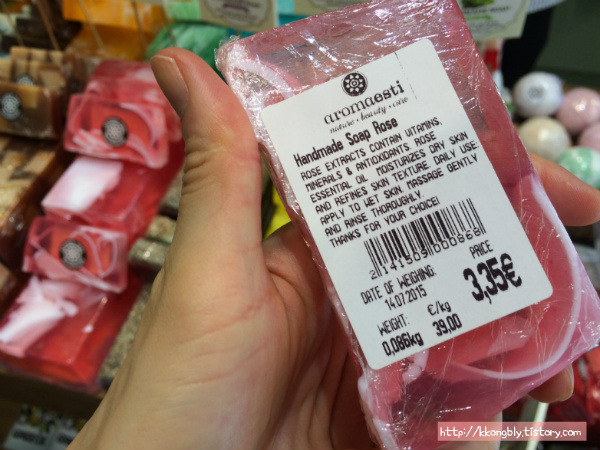 aromaesti
nature • beauty • care
Handmade Soap Rose
ROSE EXTRACTS CONTAIN VITAMINS,
MINERALS & ANTIOXIDANTS. ROSE
ESSENTIAL OIL, MOISTURIZES DRY SKIN
AND REFINES SKIN TEXTURE. DAILY USE
APPLY TO WET SKIN, MASSAGE GENTLY
AND RINSE THOROUGHLY
THANKS FOR YOUR CHOICE!
2141509000868
DATE OF WEIGHING:
14.07.2015
PRICE
3,35€
WEIGHT:
0,086kg
€/kg
39,00
http://kkongbly.tistory.com